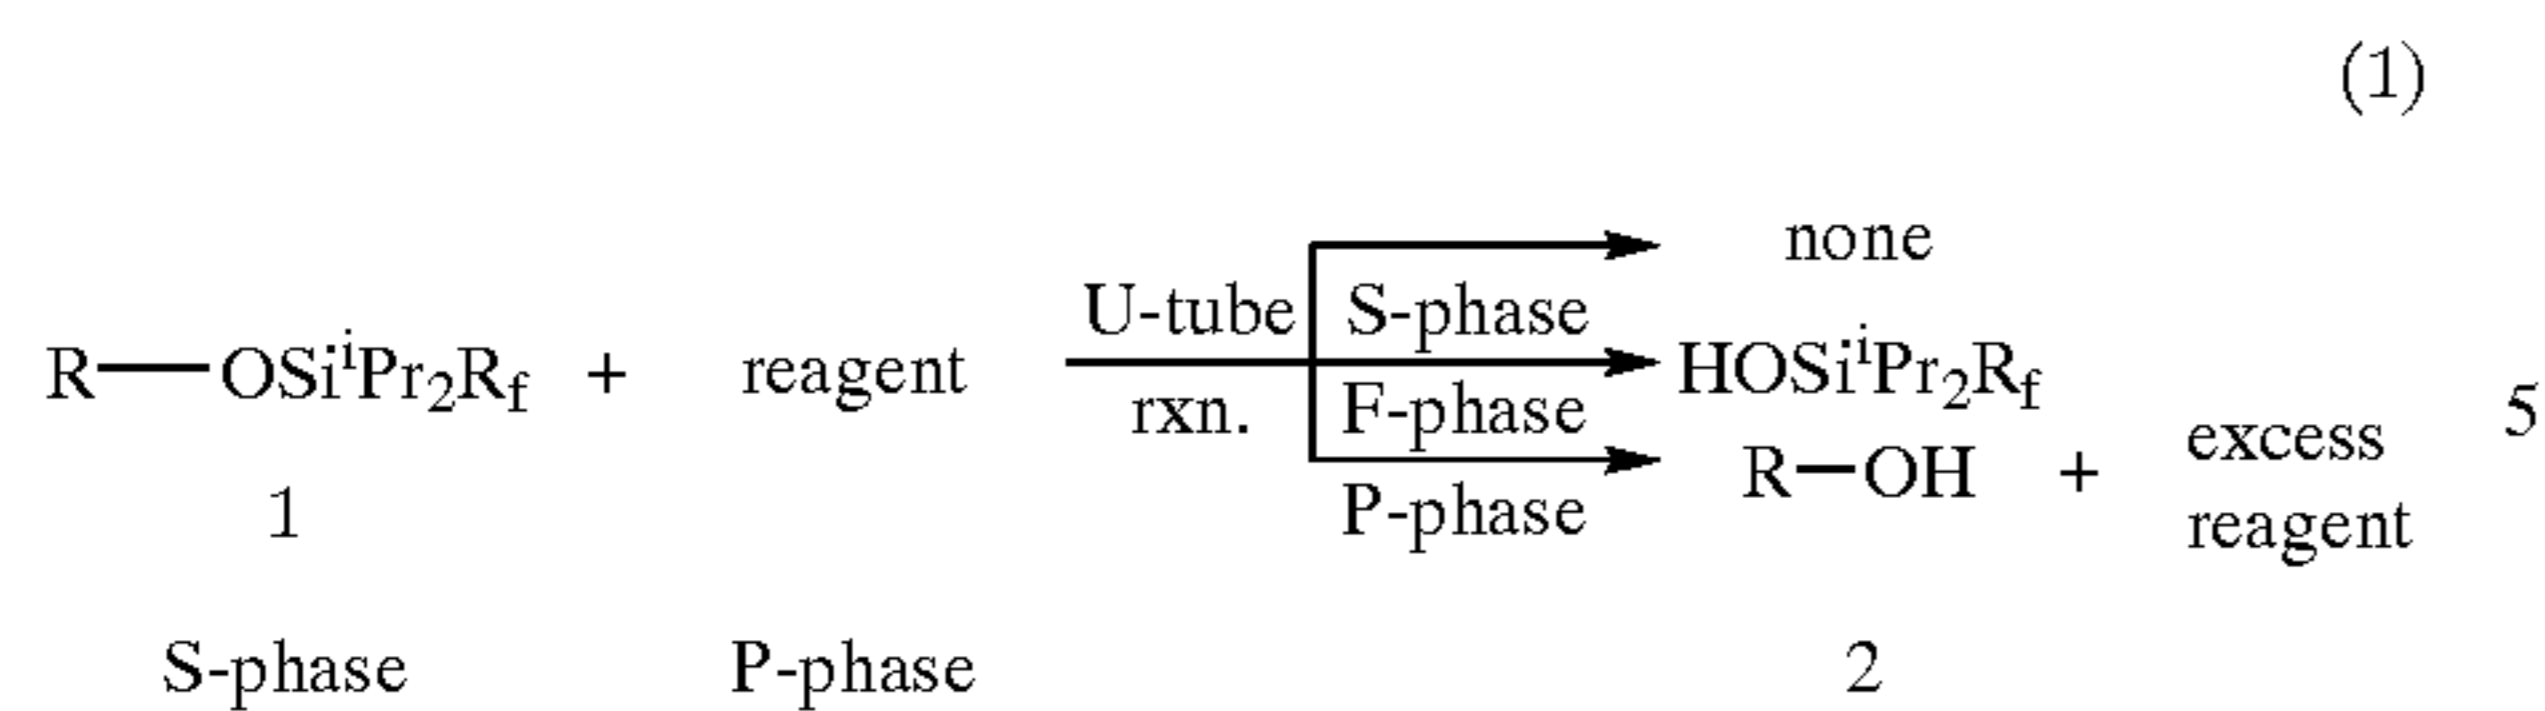 (1)
none
U-tube S-phase
R—OSiⁱPr₂R_f + reagent HOSiⁱPr₂R_f
rxn. F-phase 5
R—OH + excess reagent
P-phase
1
S-phase P-phase 2